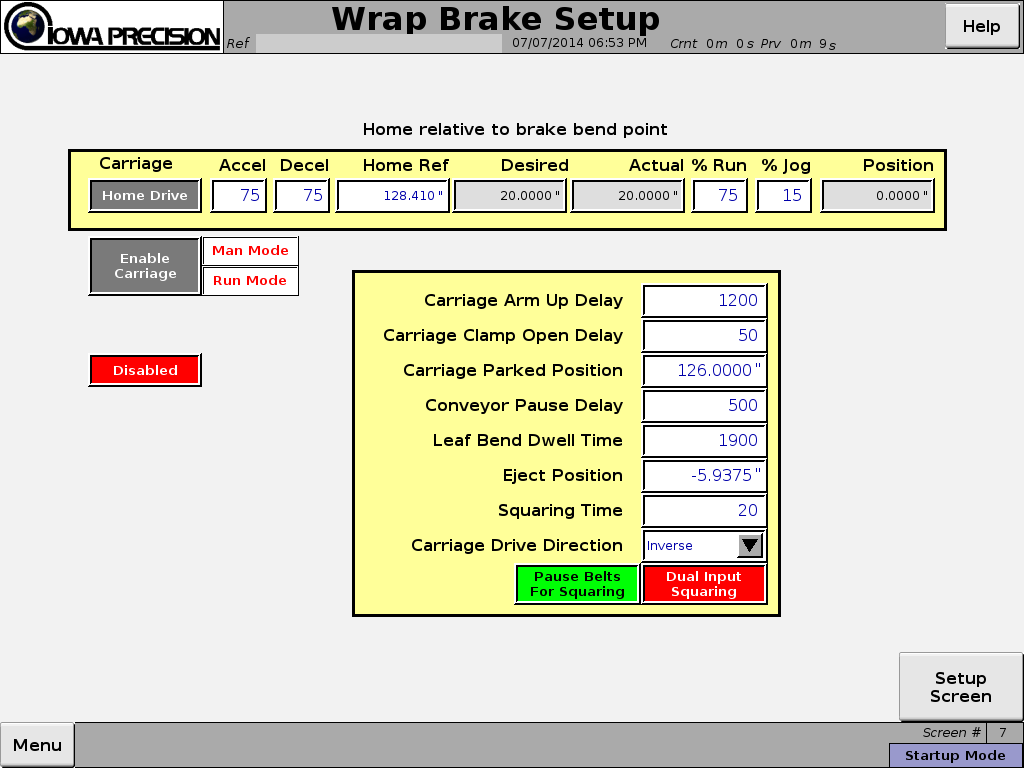 IOWA PRECISION
Wrap Brake Setup
Help
Ref
07/07/2014 06:53 PM
Crnt 0m 0s Prv 0m 9s
Home relative to brake bend point
Carriage Accel Decel Home Ref Desired Actual % Run % Jog Position
Home Drive 75 75 128.410" 20.0000" 20.0000" 75 15 0.0000"
Enable
Carriage
Man Mode
Run Mode
Disabled
Carriage Arm Up Delay 1200
Carriage Clamp Open Delay 50
Carriage Parked Position 126.0000"
Conveyor Pause Delay 500
Leaf Bend Dwell Time 1900
Eject Position -5.9375"
Squaring Time 20
Carriage Drive Direction Inverse
Pause Belts
For Squaring
Dual Input
Squaring
Setup
Screen
Menu
Screen # 7
Startup Mode